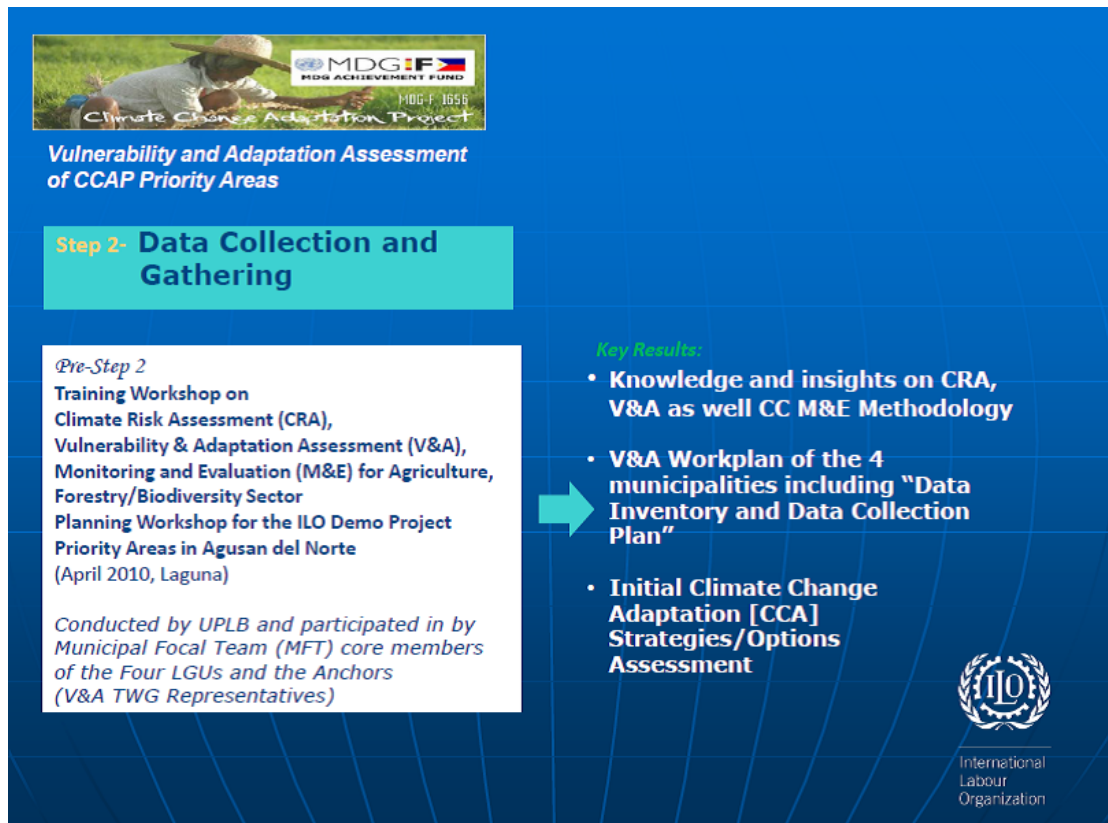 MDGIF
MDG ACHIEVEMENT FUND
MDG-F 1656
Climate Change Adaptation Project
Vulnerability and Adaptation Assessment
of CCAP Priority Areas
Step 2- Data Collection and
Gathering
Pre-Step 2
Training Workshop on
Climate Risk Assessment (CRA),
Vulnerability & Adaptation Assessment (V&A),
Monitoring and Evaluation (M&E) for Agriculture,
Forestry/Biodiversity Sector
Planning Workshop for the ILO Demo Project
Priority Areas in Agusan del Norte
(April 2010, Laguna)
Conducted by UPLB and participated in by
Municipal Focal Team (MFT) core members
of the Four LGUs and the Anchors
(V&A TWG Representatives)
Key Results:
• Knowledge and insights on CRA,
V&A as well CC M&E Methodology
• V&A Workplan of the 4
municipalities including “Data
Inventory and Data Collection
Plan”
• Initial Climate Change
Adaptation [CCA]
Strategies/Options
Assessment
ILO
International
Labour
Organization